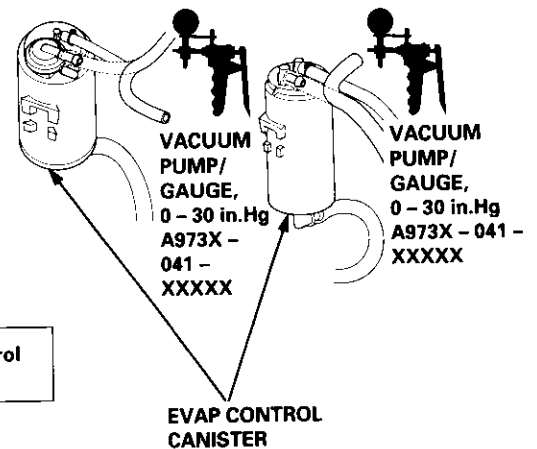 VACUUM
PUMP/
GAUGE,
0 – 30 in.Hg
A973X –
041 –
XXXXX
VACUUM
PUMP/
GAUGE,
0 – 30 in.Hg
A973X – 041 –
XXXXX
rol
EVAP CONTROL
CANISTER